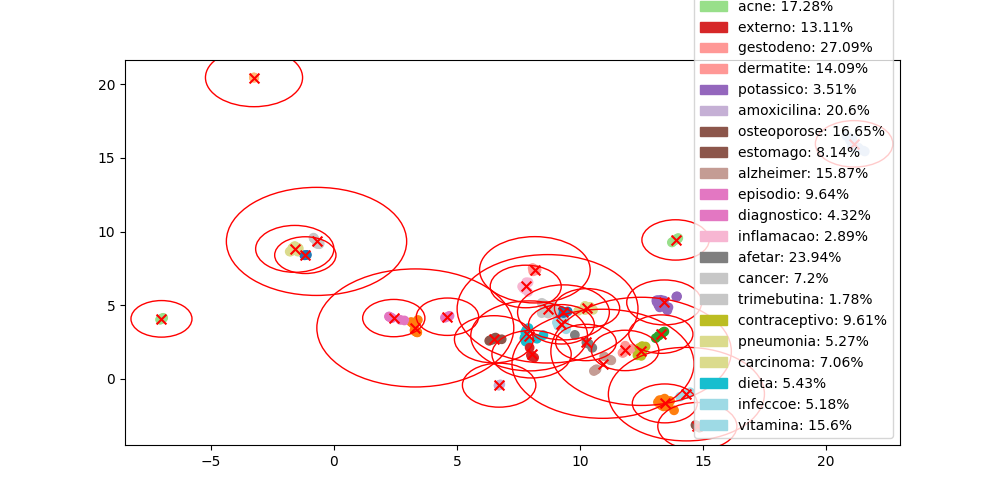 acne: 17.28%
externo: 13.11%
gestodeno: 27.09%
dermatite: 14.09%
potassico: 3.51%
amoxicilina: 20.6%
osteoporose: 16.65%
estomago: 8.14%
alzheimer: 15.87%
episodio: 9.64%
diagnostico: 4.32%
inflamacao: 2.89%
afetar: 23.94%
cancer: 7.2%
trimebutina: 1.78%
contraceptivo: 9.61%
pneumonia: 5.27%
carcinoma: 7.06%
dieta: 5.43%
infeccoe: 5.18%
vitamina: 15.6%
20
15
10
5
0
−5 0 5 10 15 20